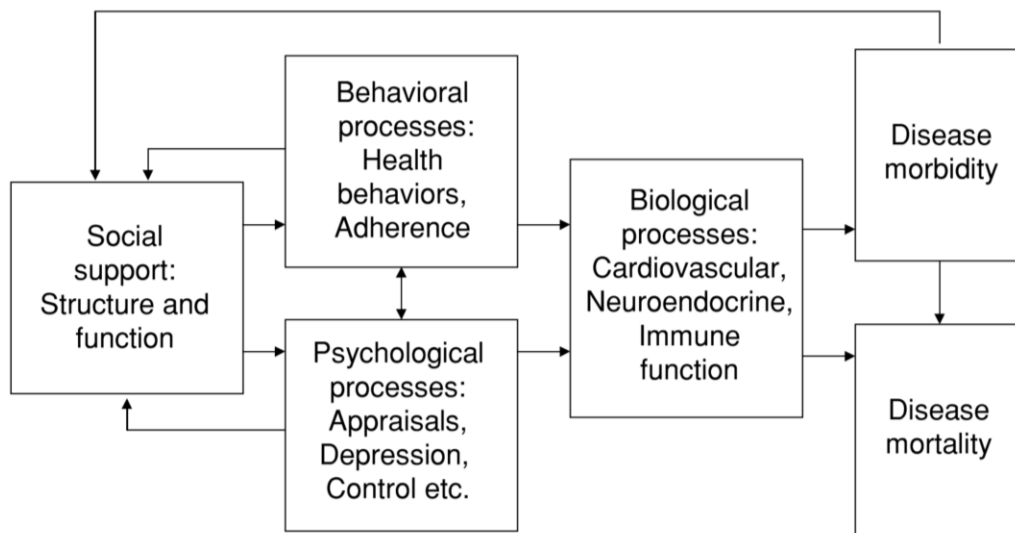 Social
support:
Structure and
function
Behavioral
processes:
Health
behaviors,
Adherence
Psychological
processes:
Appraisals,
Depression,
Control etc.
Biological
processes:
Cardiovascular,
Neuroendocrine,
Immune
function
Disease
morbidity
Disease
mortality